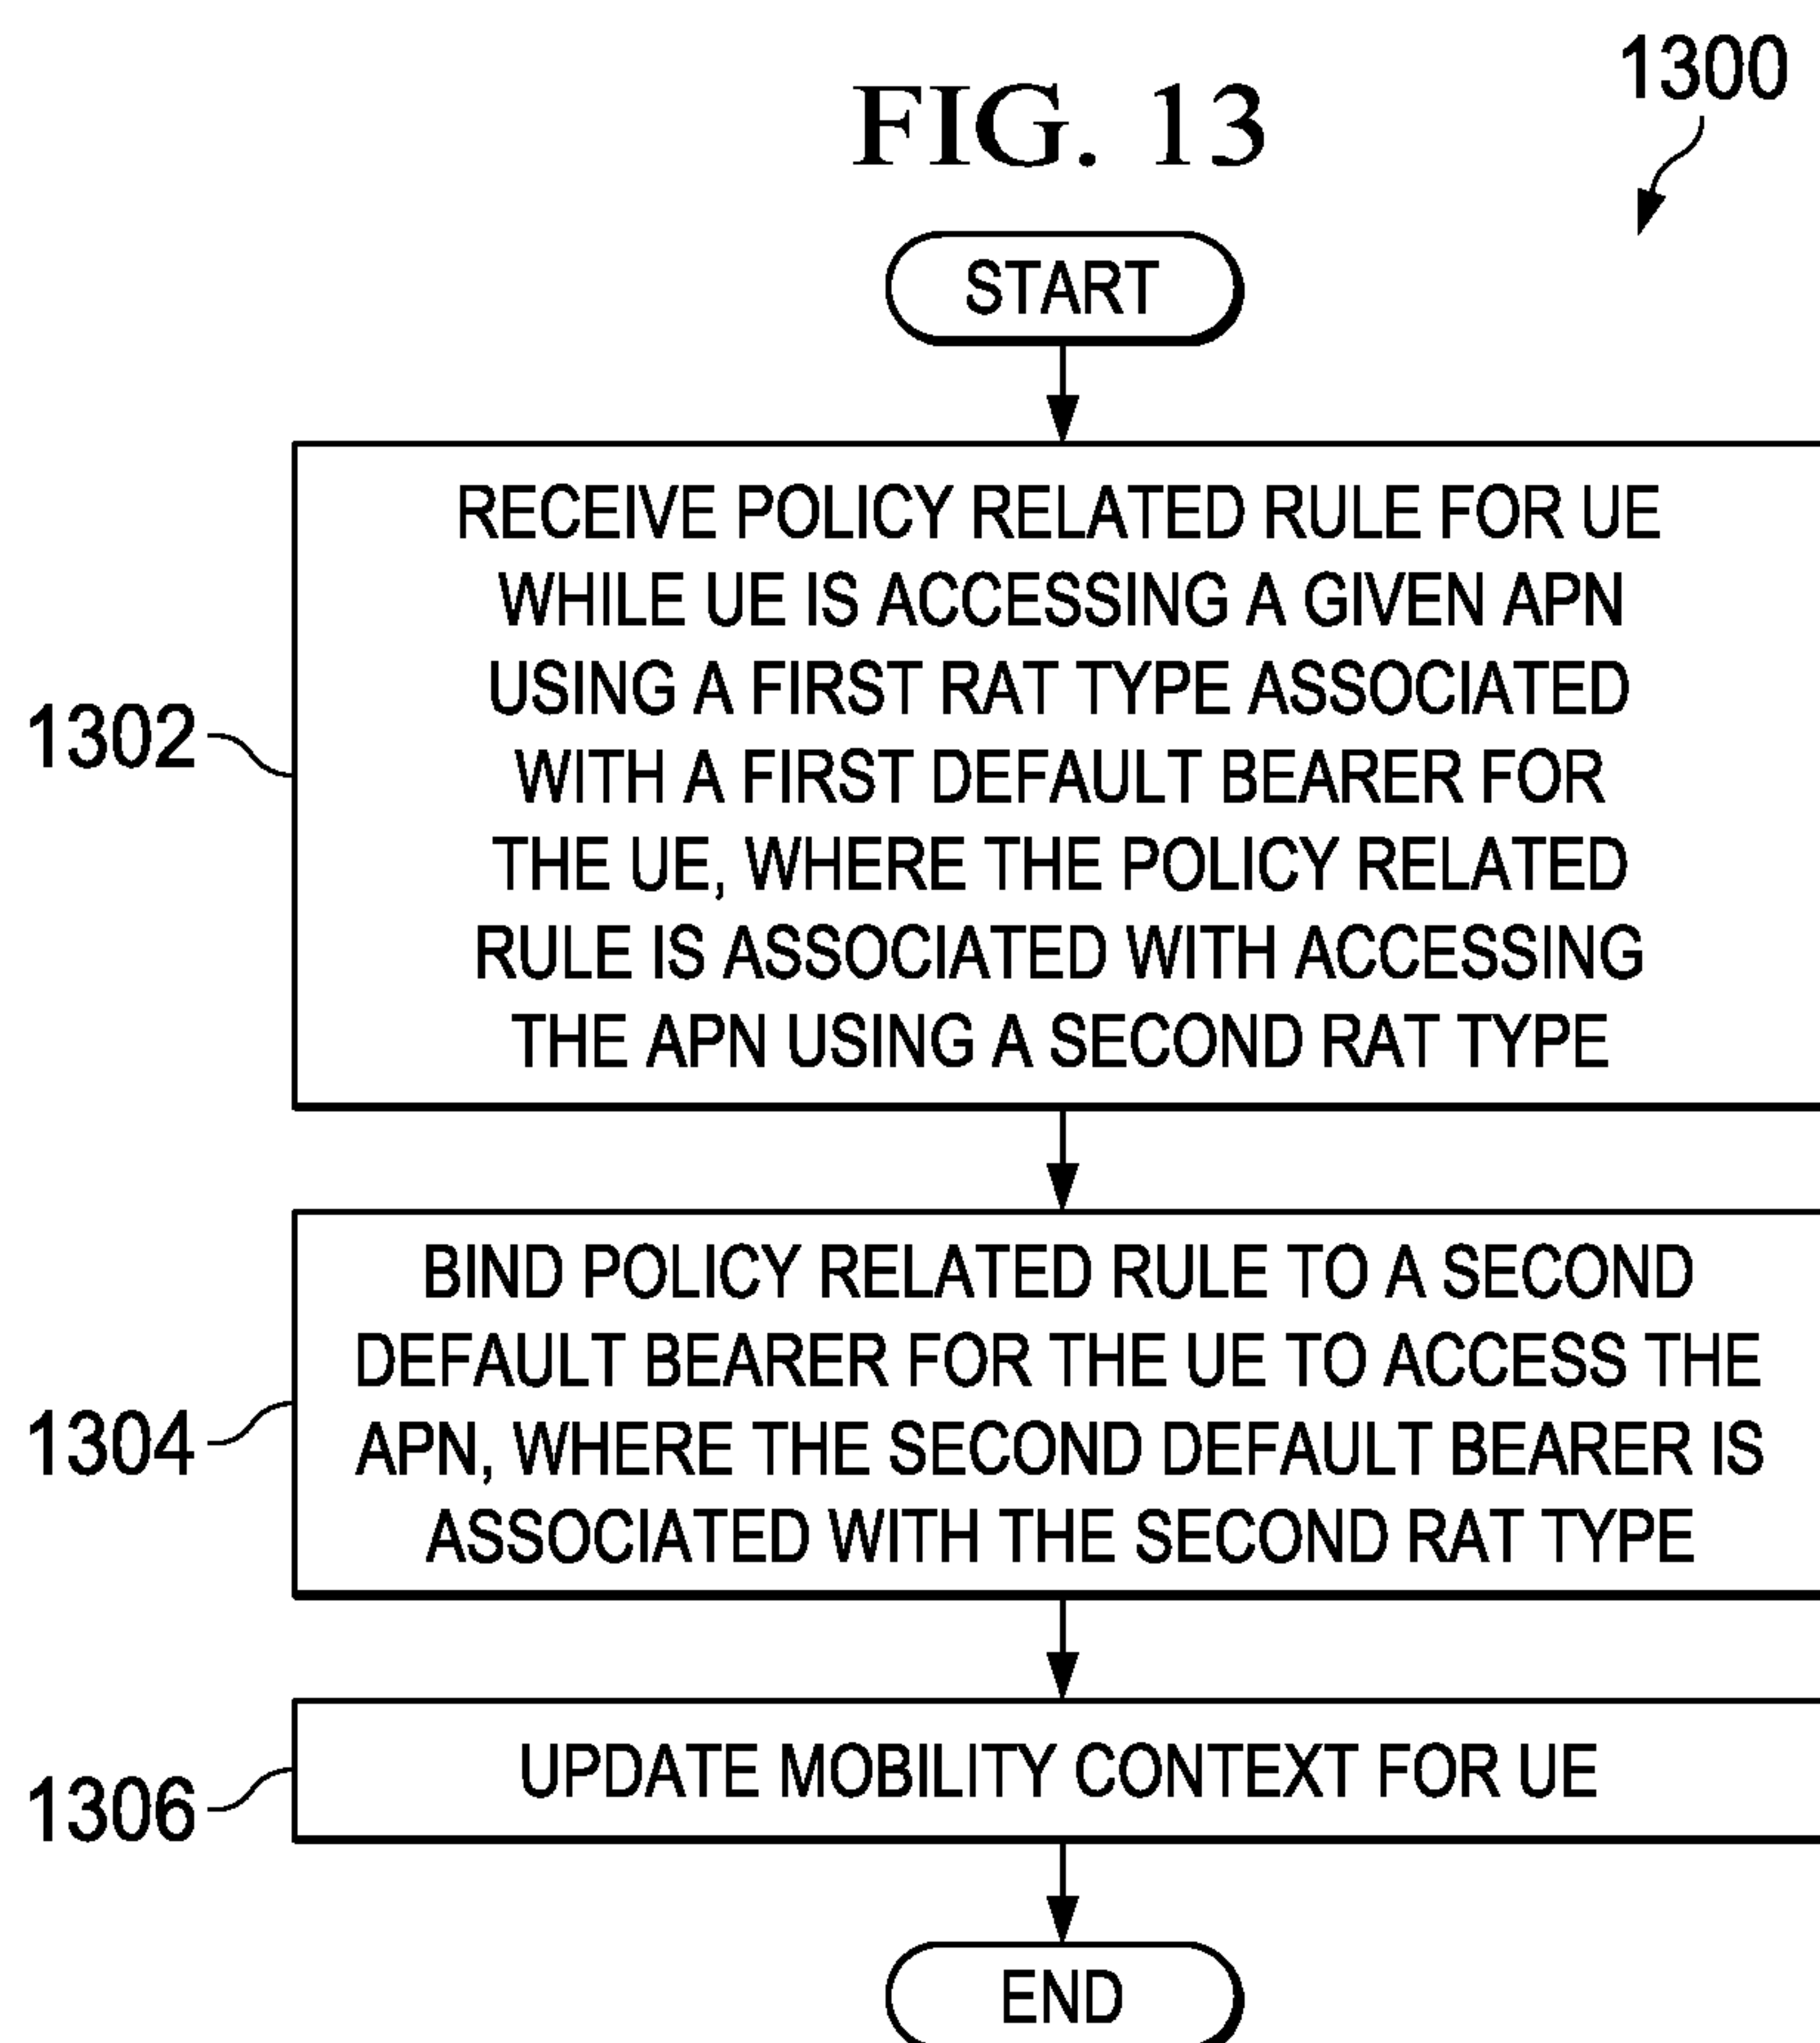 1300
FIG. 13
START
RECEIVE POLICY RELATED RULE FOR UE
WHILE UE IS ACCESSING A GIVEN APN
USING A FIRST RAT TYPE ASSOCIATED
WITH A FIRST DEFAULT BEARER FOR
THE UE, WHERE THE POLICY RELATED
RULE IS ASSOCIATED WITH ACCESSING
THE APN USING A SECOND RAT TYPE
1302
BIND POLICY RELATED RULE TO A SECOND
DEFAULT BEARER FOR THE UE TO ACCESS THE
APN, WHERE THE SECOND DEFAULT BEARER IS
ASSOCIATED WITH THE SECOND RAT TYPE
1304
UPDATE MOBILITY CONTEXT FOR UE
1306
END